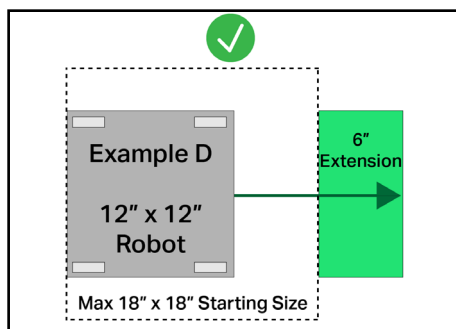 Example D
12” x 12”
Robot
6”
Extension
Max 18” x 18” Starting Size